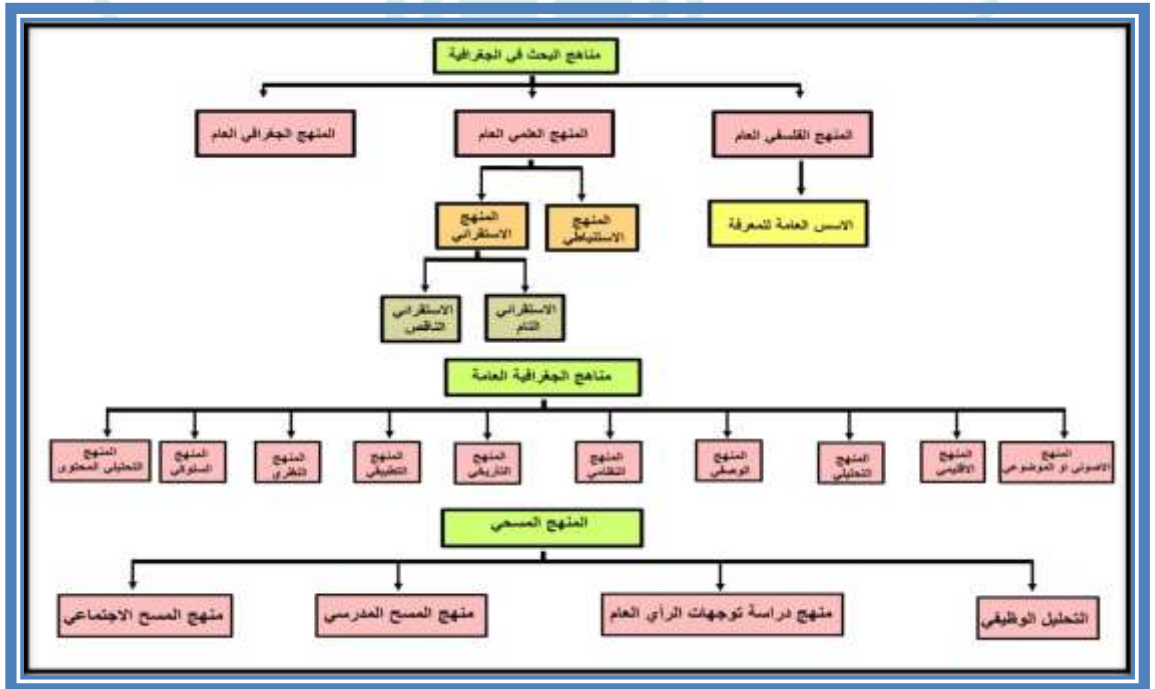 مناهج البحث في الجغرافية
المنهج الفلسفي العام
المنهج العلمي العام
المنهج الجغرافي العام
الاسس العامة للمعرفة
المنهج
الاستنباطي
المنهج
الاستقرائي
الاستقرائي
التام
الاستقرائي
الناقص
مناهج الجغرافية العامة
المنهج
الاصولي او الموضوعي
المنهج
الاقليمي
المنهج
التحليلي
المنهج
الوصفي
المنهج
النظامي
المنهج
التاريخي
المنهج
التطبيقي
المنهج
النظري
المنهج
السلوكي
المنهج
التحليلي المحتوى
المنهج المسحي
التحليل الوظيفي
منهج دراسة توجهات الرأي العام
منهج المسح المدرسي
منهج المسح الاجتماعي